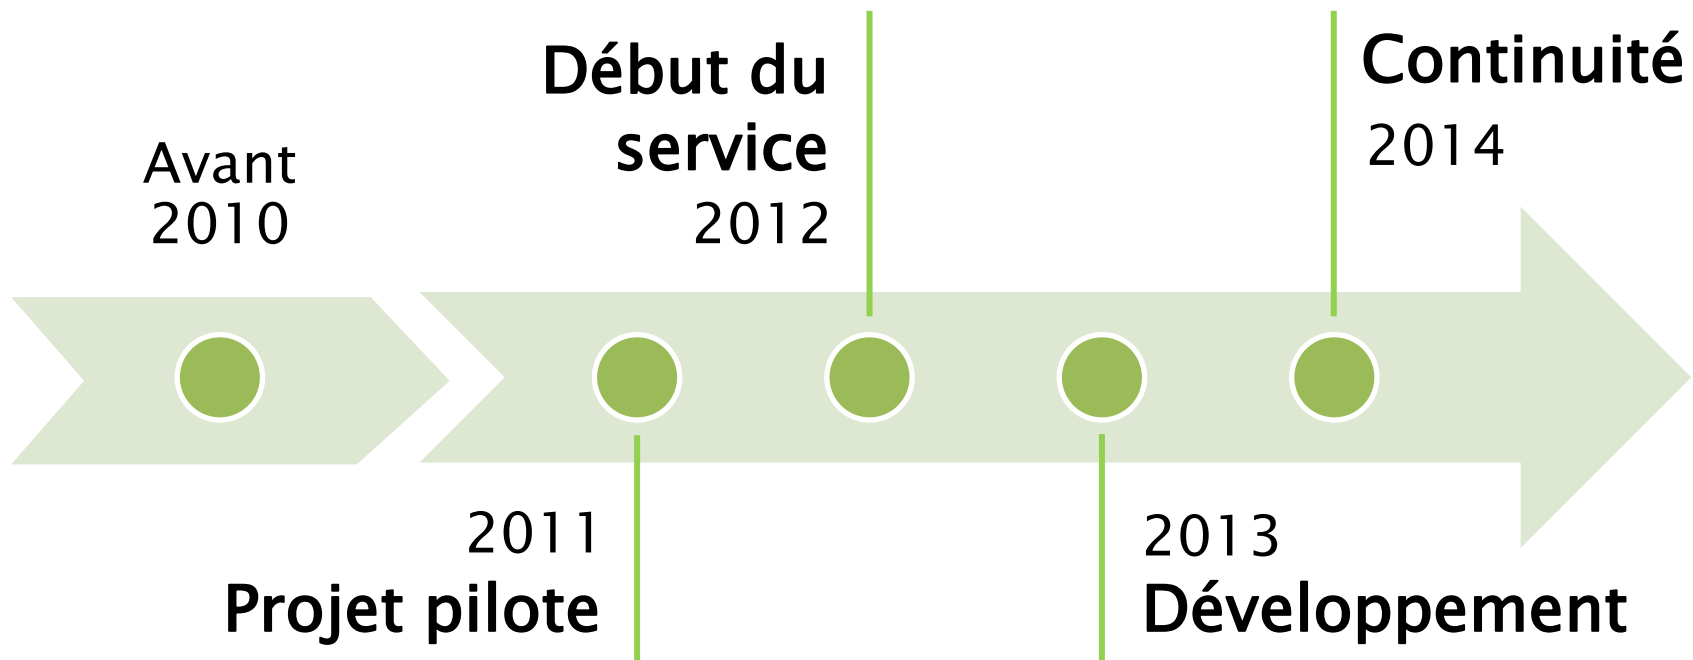 Avant
2010
2011
Projet pilote
Début du
service
2012
2013
Développement
Continuité
2014